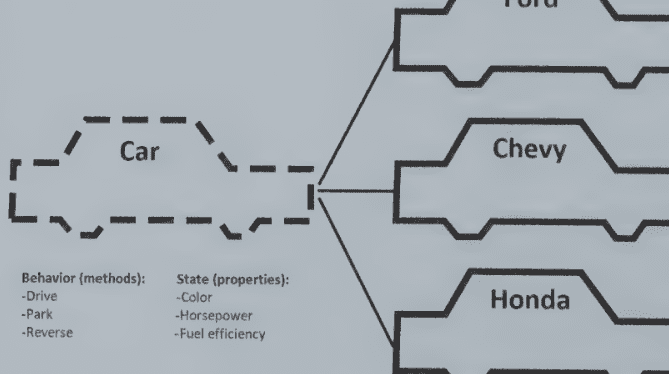 Ford
Car
Chevy
Honda
Behavior (methods):
-Drive
-Park
-Reverse
State (properties):
-Color
-Horsepower
-Fuel efficiency